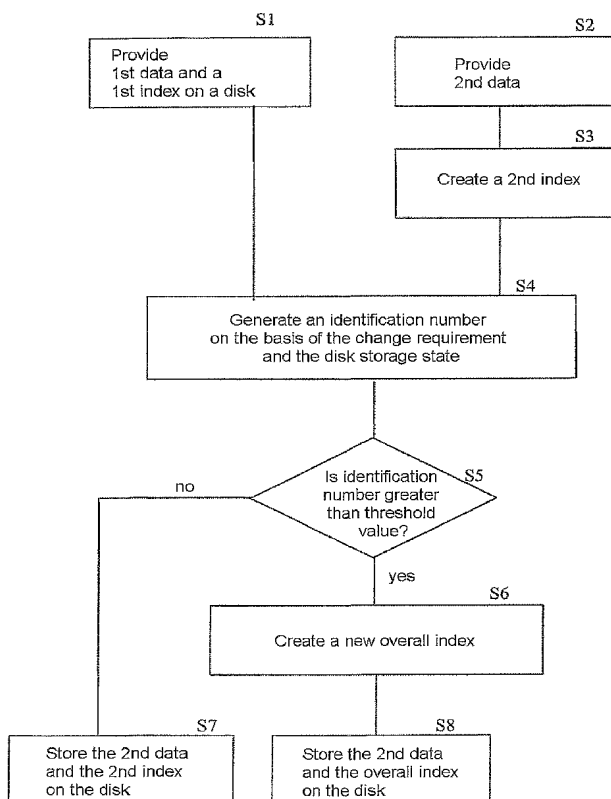 S1
Provide
1st data and a
1st index on a disk
S2
Provide
2nd data
S3
Create a 2nd index
S4
Generate an identification number
on the basis of the change requirement
and the disk storage state
S5
Is identification
number greater
than threshold
value?
no
yes
S6
Create a new overall index
S7
Store the 2nd data
and the 2nd index
on the disk
S8
Store the 2nd data
and the overall index
on the disk